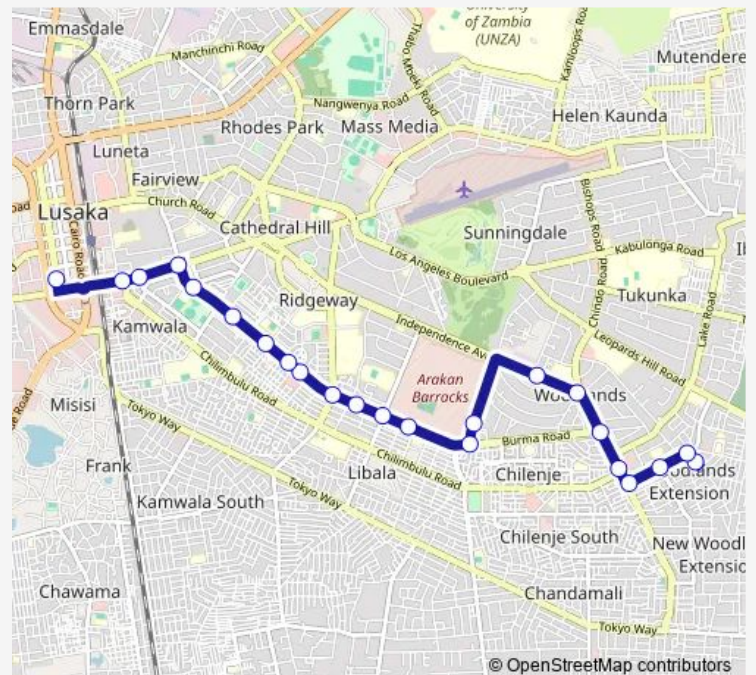 Emmasdale
University
of Zambia
(UNZA)
Manchinchi Road
Thabo Mbeki Road
Kamloops Road
Mutendere
Thorn Park
Nangwenya Road
Helen Kaunda
Rhodes Park
Mass Media
Luneta
Fairview
Church Road
Bishops Road
Lusaka
Cairo Road
Cathedral Hill
Sunningdale
Los Angeles Boulevard
Kabulonga Road
Ridgeway
Tukunka
Chindo Road
Lake Road
Kamwala
Independence Av
Leopards Hill Road
Chilimbulu Road
Arakan
Barracks
Misisi
Tokyo Way
Burma Road
Chilimbulu Road
Frank
Libala
Chilenje
Extension
Kamwala South
Tokyo Way
Chilenje South
New Woodl
Extensio
Chawama
Chandamali
Tokyo Way
© OpenStreetMap contributors